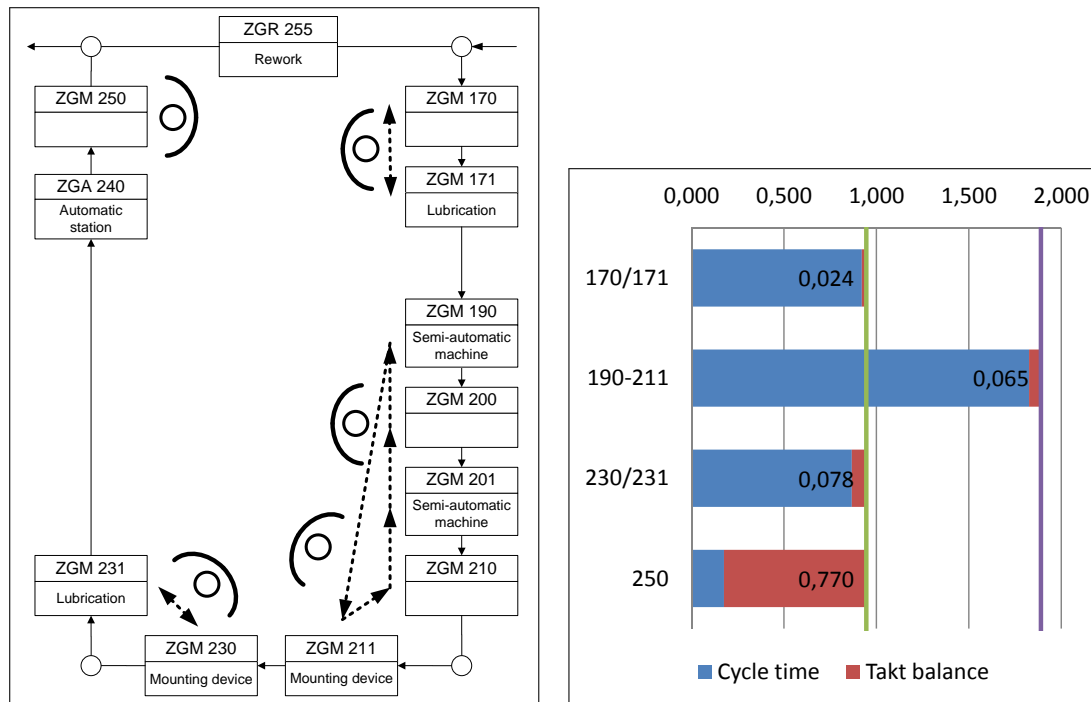 ZGR 255
Rework
ZGM 250
ZGM 170
ZGA 240
Automatic
station
ZGM 171
Lubrication
ZGM 190
Semi-automatic
machine
ZGM 200
ZGM 201
Semi-automatic
machine
ZGM 231
Lubrication
ZGM 210
ZGM 230
Mounting device
ZGM 211
Mounting device
0,000 0,500 1,000 1,500 2,000
170/171 0,024
190-211 0,065
230/231 0,078
250 0,770
Cycle time Takt balance